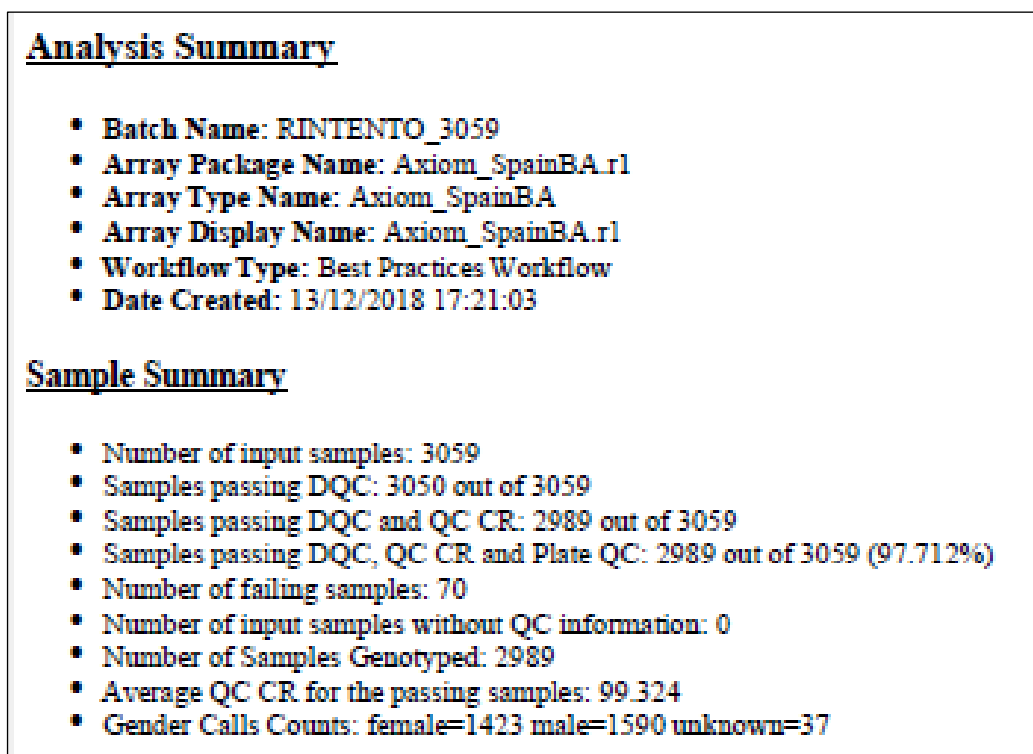 Analysis Summary
• Batch Name: RINTENTO_3059
• Array Package Name: Axiom_SpainBA.r1
• Array Type Name: Axiom_SpainBA
• Array Display Name: Axiom_SpainBA.r1
• Workflow Type: Best Practices Workflow
• Date Created: 13/12/2018 17:21:03
Sample Summary
• Number of input samples: 3059
• Samples passing DQC: 3050 out of 3059
• Samples passing DQC and QC CR: 2989 out of 3059
• Samples passing DQC, QC CR and Plate QC: 2989 out of 3059 (97.712%)
• Number of failing samples: 70
• Number of input samples without QC information: 0
• Number of Samples Genotyped: 2989
• Average QC CR for the passing samples: 99.324
• Gender Calls Counts: female=1423 male=1590 unknown=37